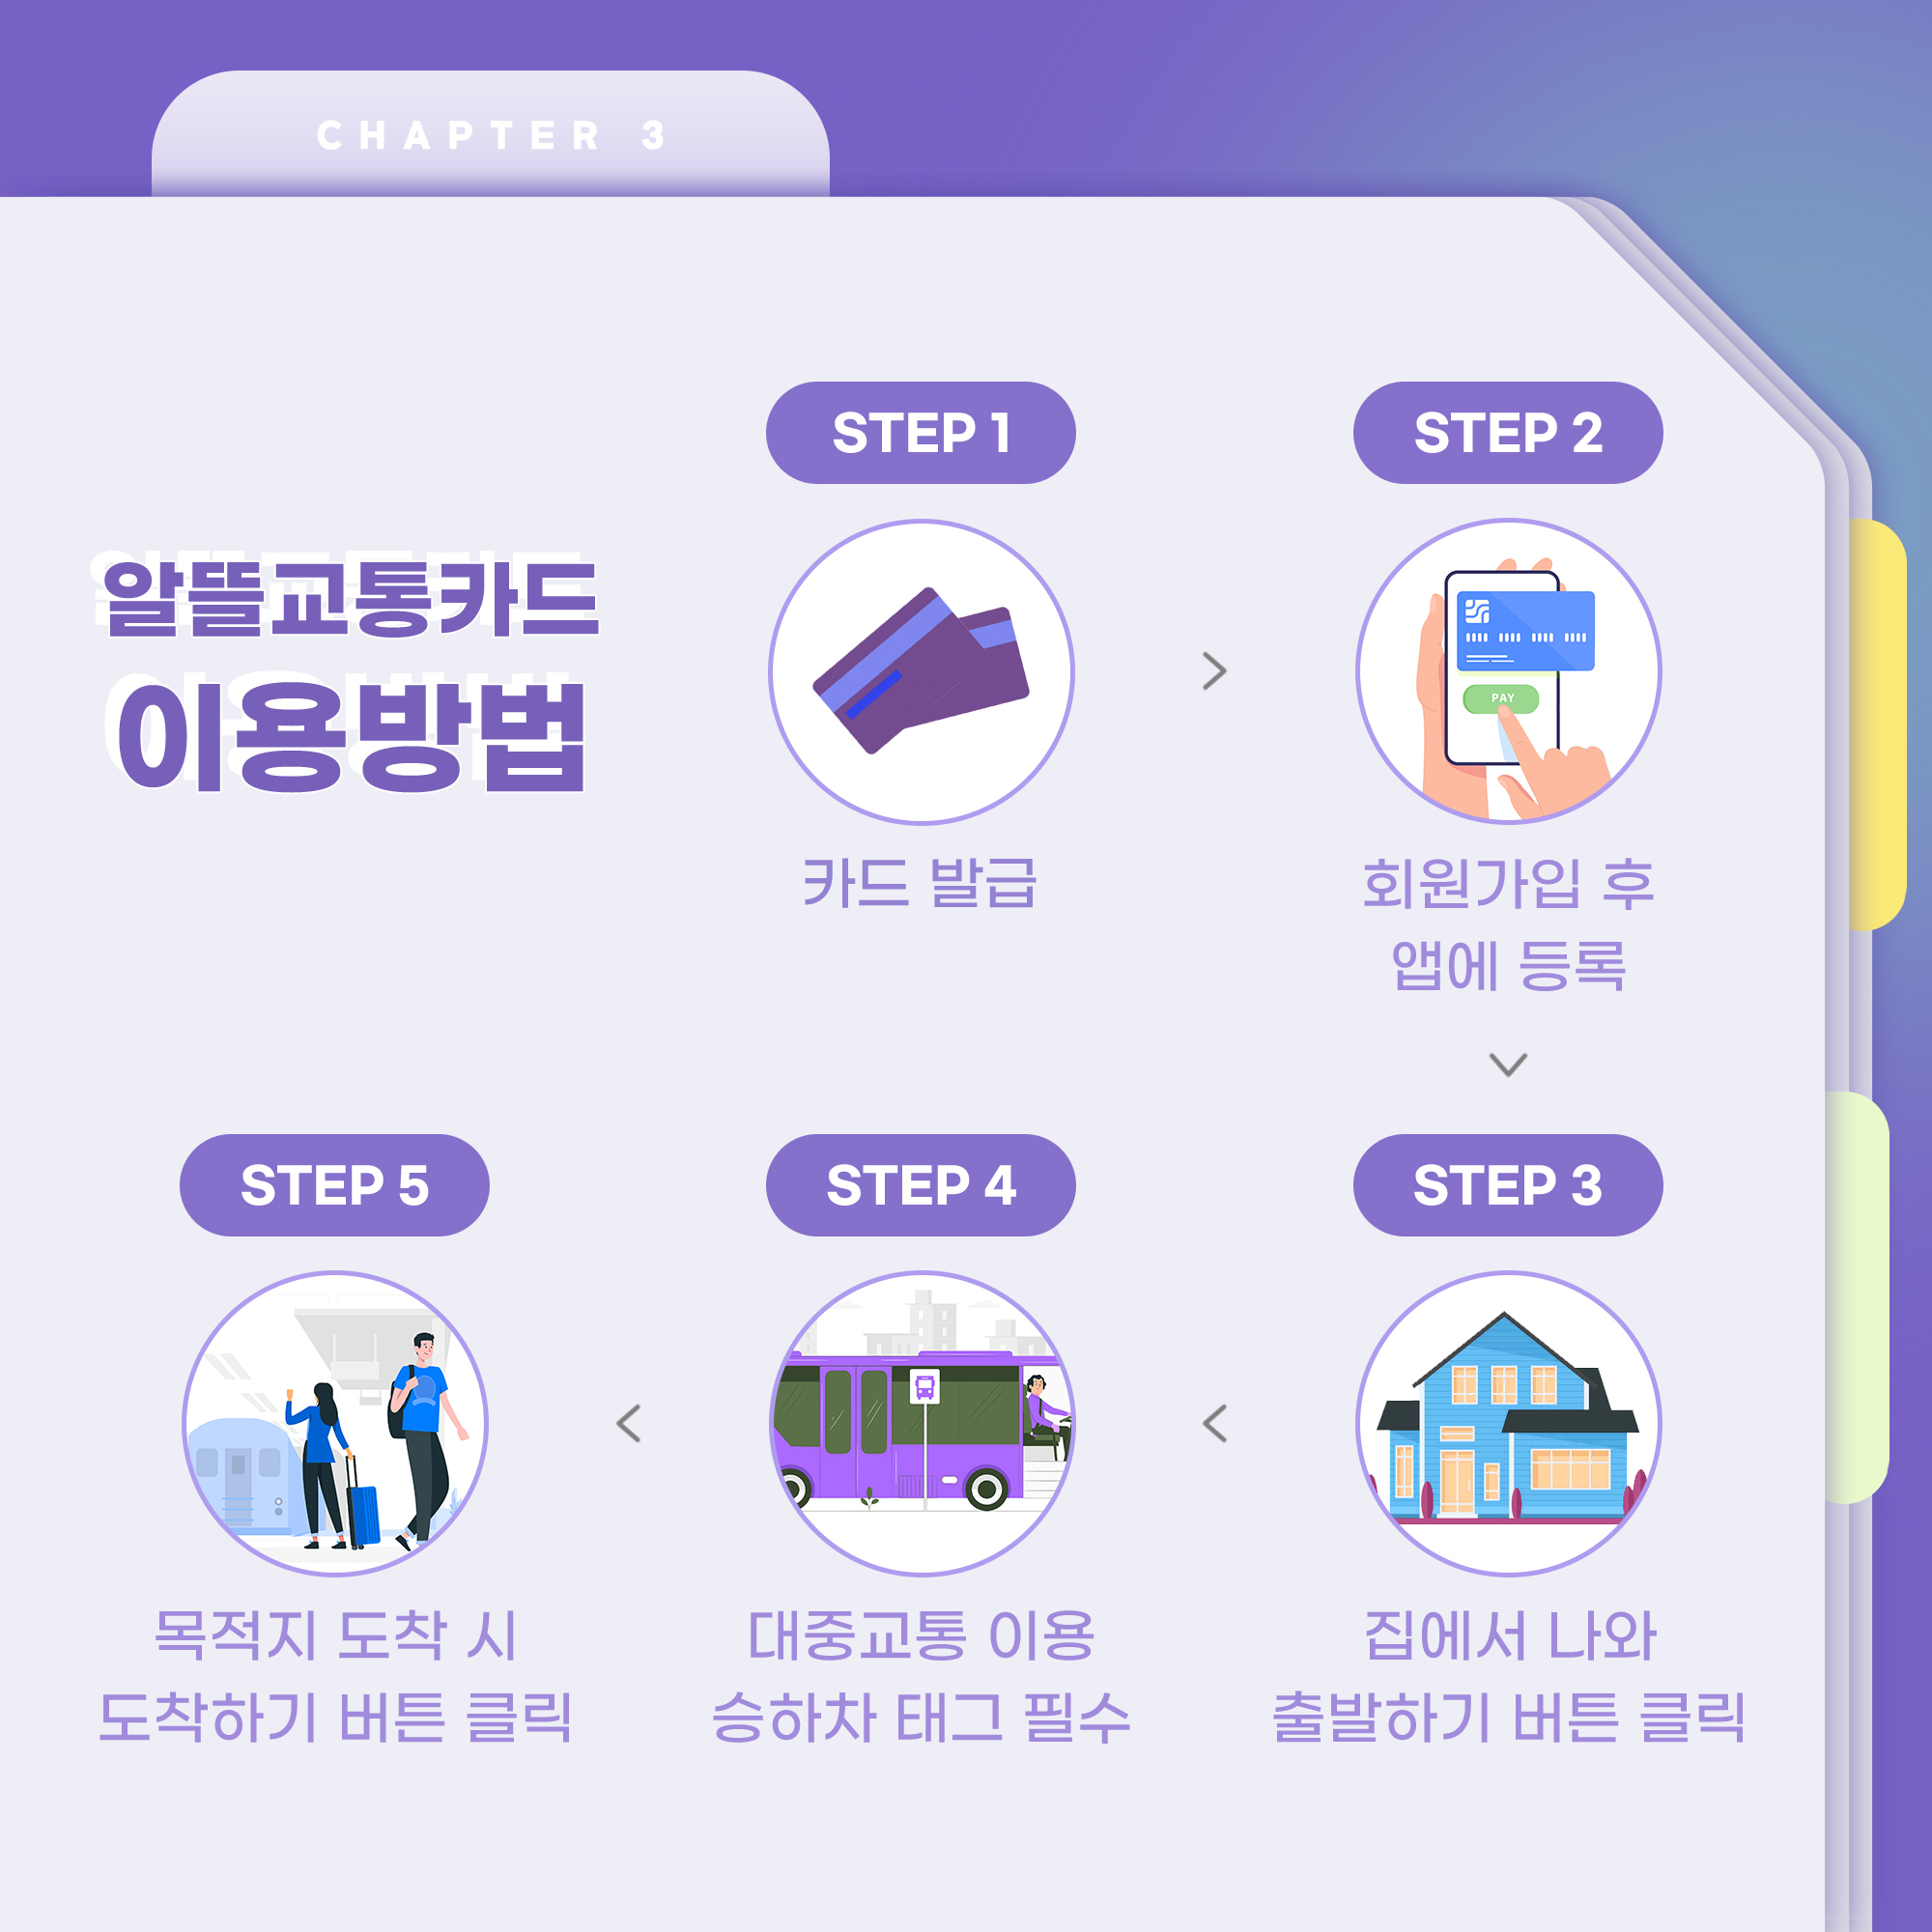 CHAPTER 3
알뜰교통카드
이용방법
STEP 1
카드 발급
STEP 2
PAY
회원가입 후
앱에 등록
STEP 3
집에서 나와
출발하기 버튼 클릭
STEP 4
대중교통 이용
승하차 태그 필수
STEP 5
목적지 도착 시
도착하기 버튼 클릭